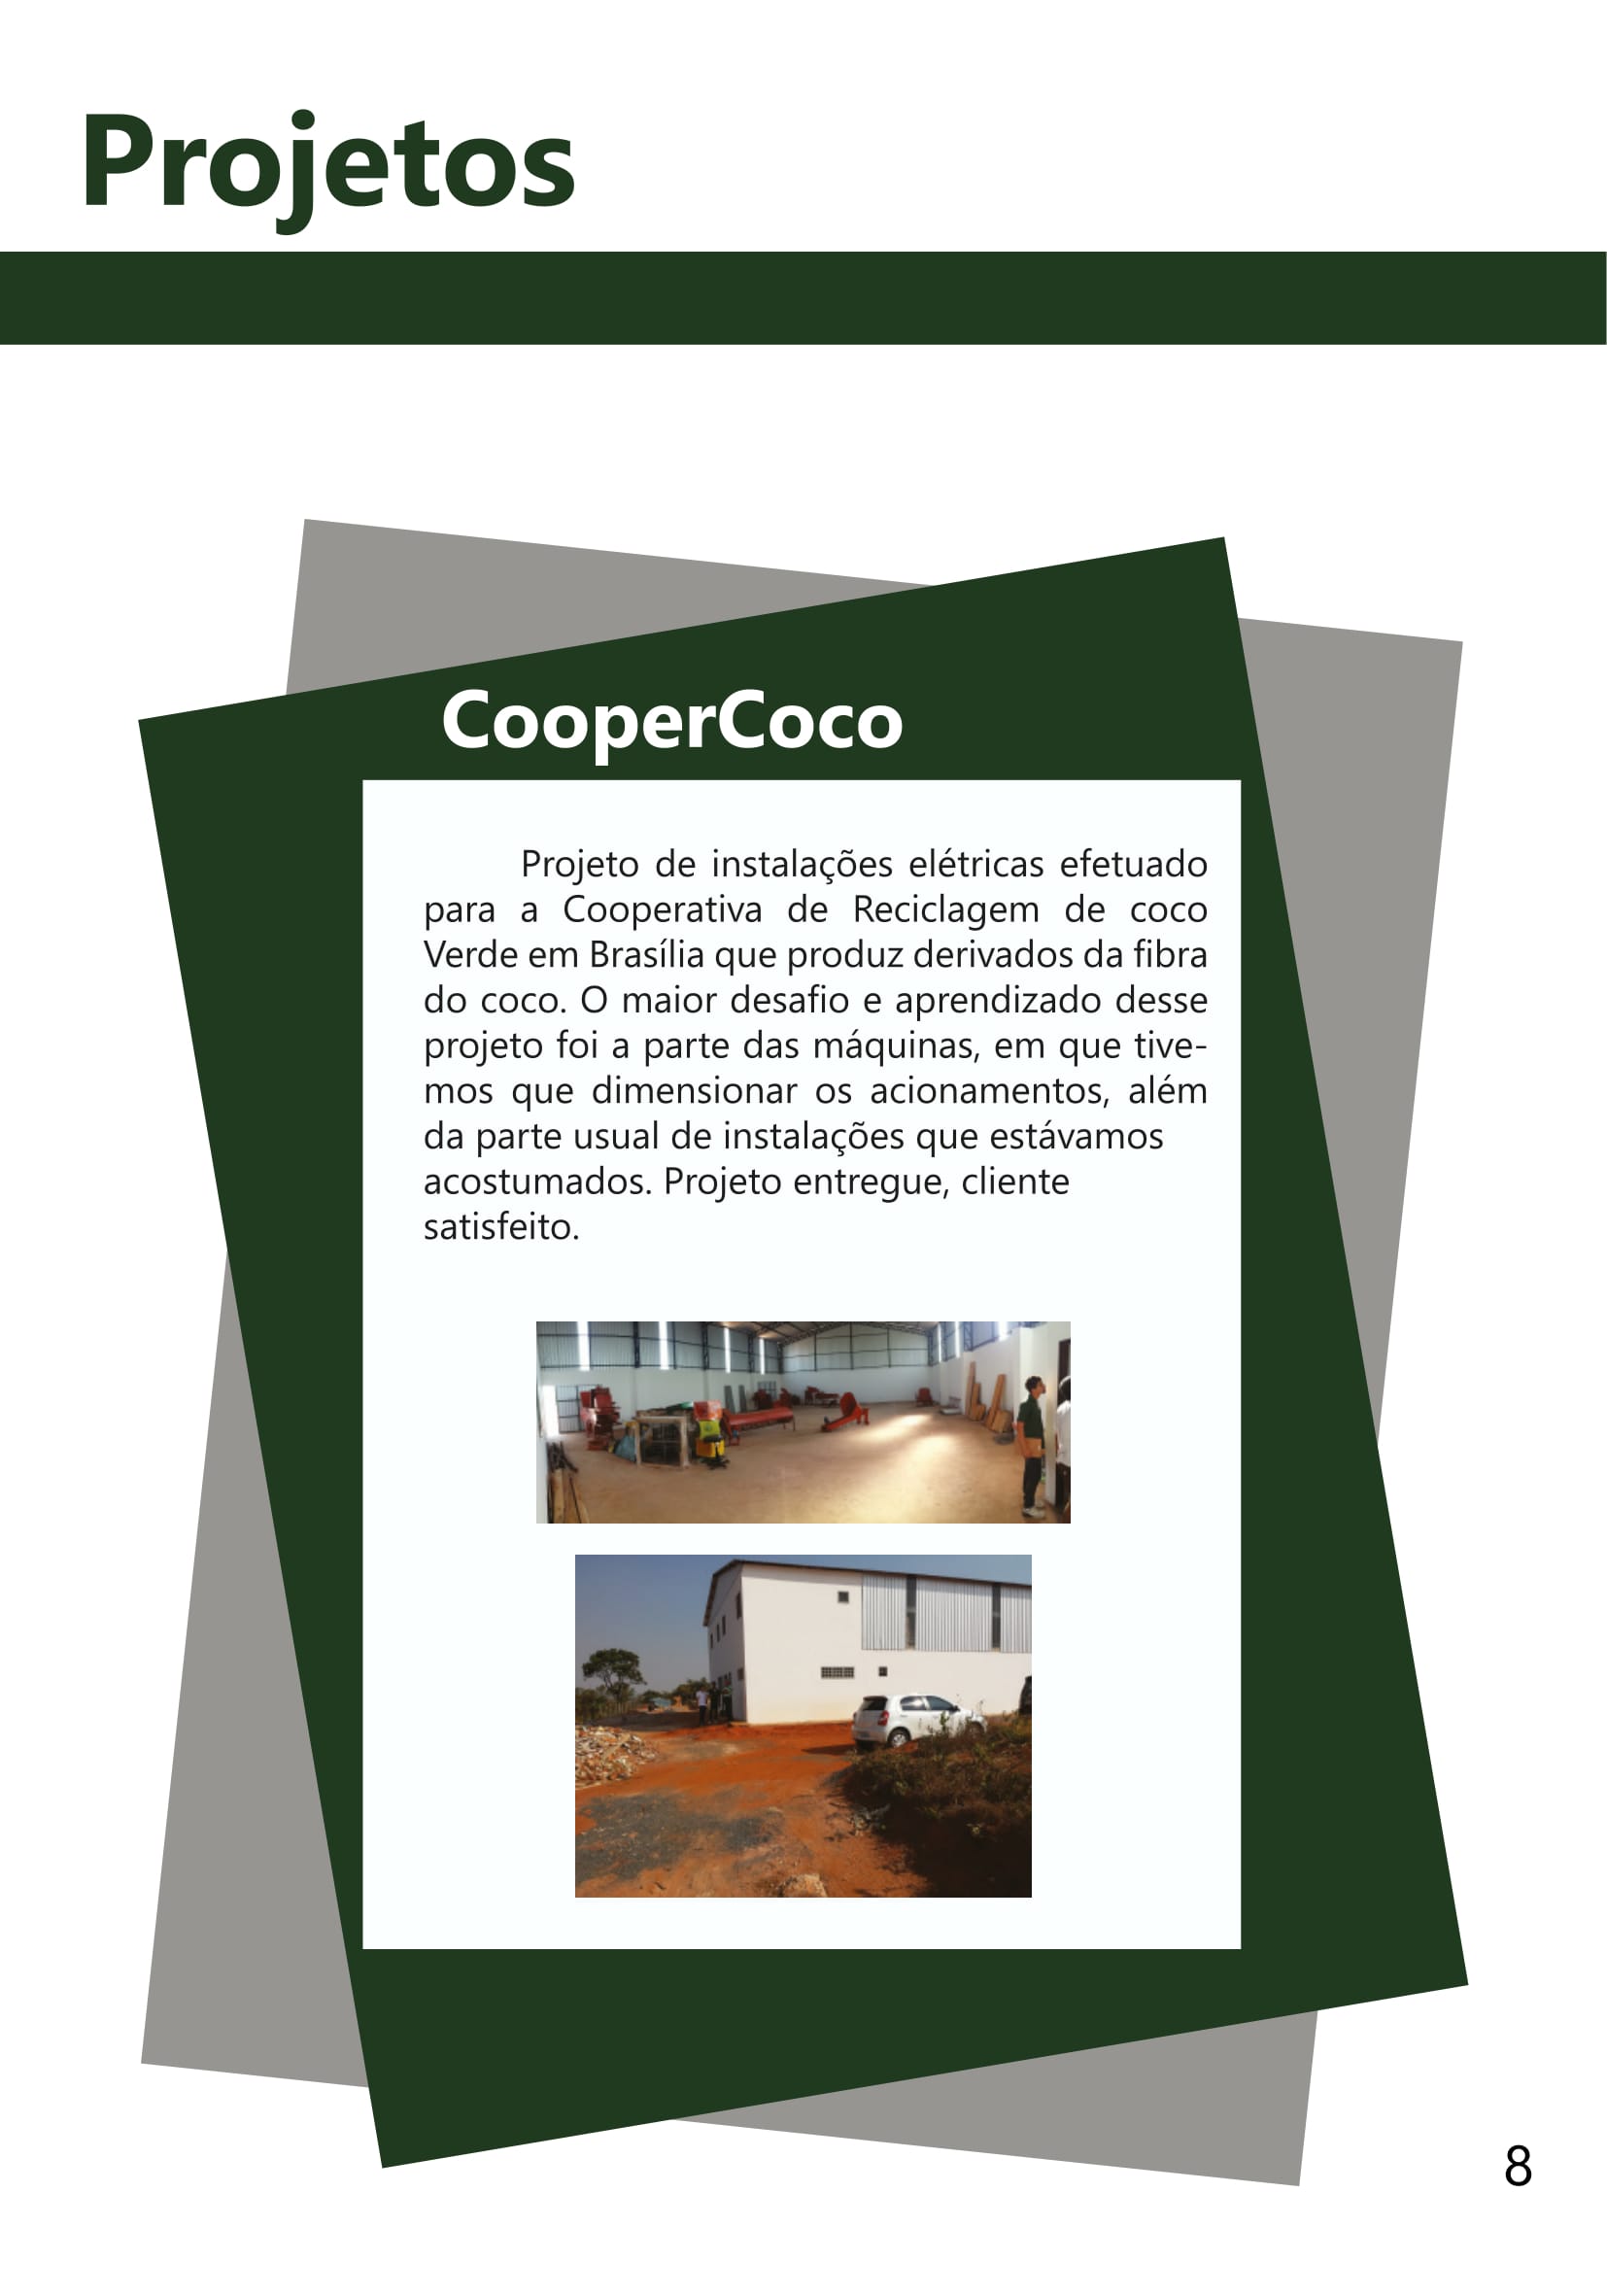 Projetos
CooperCoco
Projeto de instalações elétricas efetuado
para a Cooperativa de Reciclagem de coco
Verde em Brasília que produz derivados da fibra
do coco. O maior desafio e aprendizado desse
projeto foi a parte das máquinas, em que tive-
mos que dimensionar os acionamentos, além
da parte usual de instalações que estávamos
acostumados. Projeto entregue, cliente
satisfeito.
8